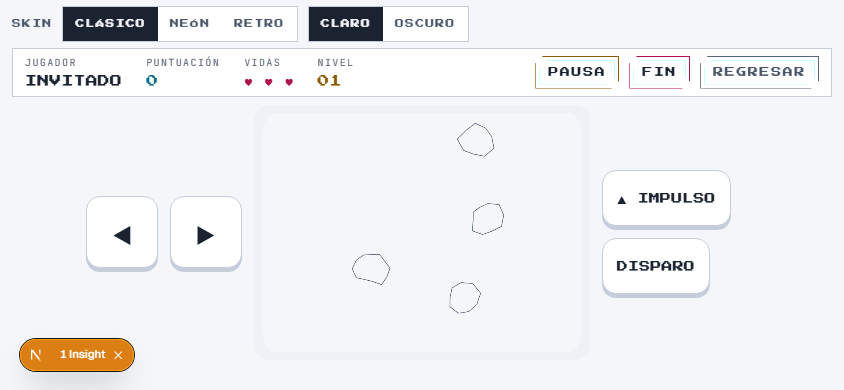 SKIN CLÁSICO NEÓN RETRO CLARO OSCURO
JUGADOR PUNTUACIÓN VIDAS NIVEL
INVITADO 0 ♥ ♥ ♥ 01 PAUSA FIN REGRESAR
◀ ▶ ▲ IMPULSO
DISPARO
N 1 Insight ×